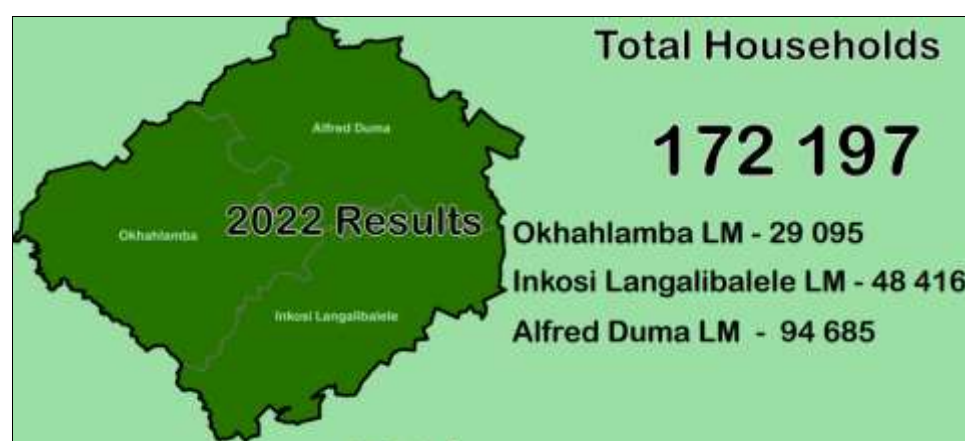 Total Households
172 197
Alfred Duma
2022 Results
Okhahlamba
Inkosi Langalibalele
Okhahlamba LM - 29 095
Inkosi Langalibalele LM - 48 416
Alfred Duma LM - 94 685